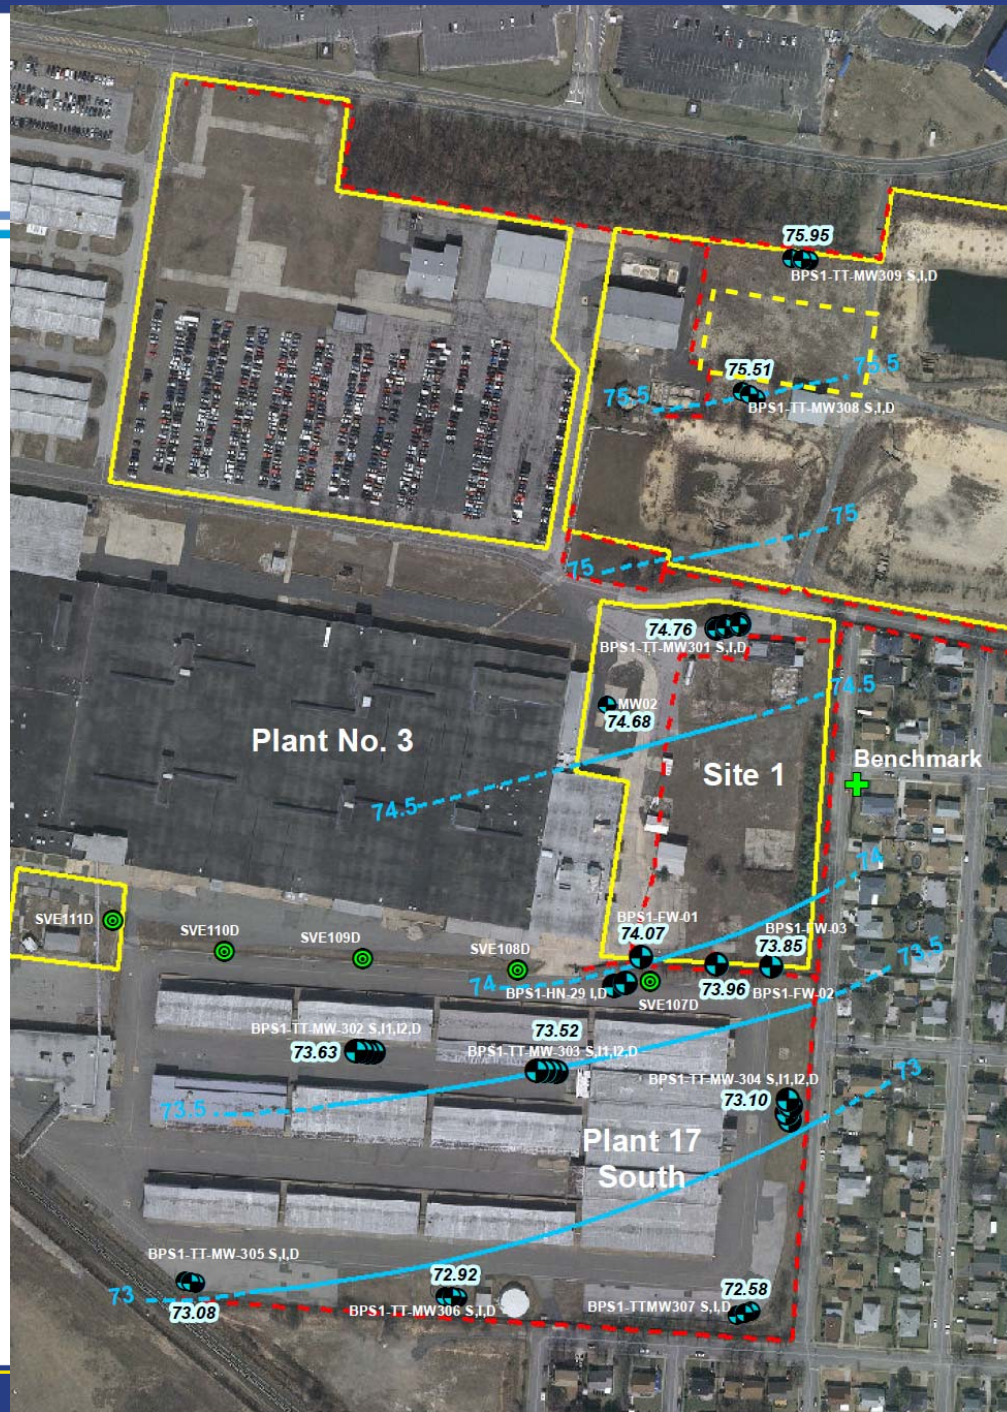 75.95
BPS1-TT-MW309 S,I,D
75.51
75.5
75.5
BPS1-TT-MW308 S,I,D
75
75
74.76
BPS1-TT-MW301 S,I,D
74.5
MW02
74.68
Plant No. 3
Site 1
Benchmark
74.5
74
SVE111D
SVE110D
SVE109D
SVE108D
BPS1-FW-01
74.07
BPS1-FW-03
73.85
73.5
74
BPS1-HN-29 I,D
SVE107D
73.96
BPS1-FW-02
BPS1-TT-MW-302 S,I1,I2,D
73.63
73.52
BPS1-TT-MW-303 S,I1,I2,D
73
BPS1-TT-MW-304 S,I1,I2,D
73.10
73.5
Plant 17
South
BPS1-TT-MW-305 S,I,D
73
73.08
72.92
BPS1-TT-MW306 S,I,D
72.58
BPS1-TTMW307 S,I,D